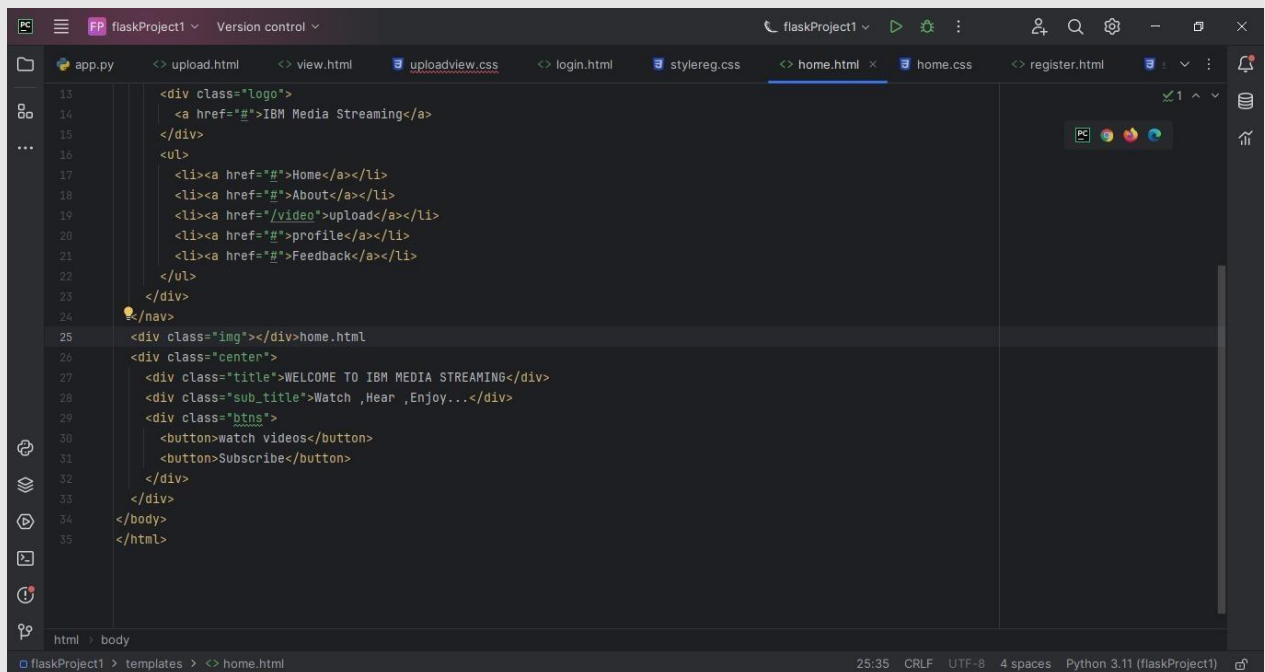 PC FP flaskProject1 Version control flaskProject1
app.py <> upload.html <> view.html uploadview.css <> login.html stylereg.css <> home.html × home.css <> register.html
13 <div class="logo">
14 <a href="#">IBM Media Streaming</a>
15 </div>
16 <ul>
17 <li><a href="#">Home</a></li>
18 <li><a href="#">About</a></li>
19 <li><a href="/video">upload</a></li>
20 <li><a href="#">profile</a></li>
21 <li><a href="#">Feedback</a></li>
22 </ul>
23 </div>
24 </nav>
25 <div class="img"></div>home.html
26 <div class="center">
27 <div class="title">WELCOME TO IBM MEDIA STREAMING</div>
28 <div class="sub_title">Watch ,Hear ,Enjoy...</div>
29 <div class="btns">
30 <button>watch videos</button>
31 <button>Subscribe</button>
32 </div>
33 </div>
34 </body>
35 </html>
1
PC
html > body
flaskProject1 > templates > <> home.html 25:35 CRLF UTF-8 4 spaces Python 3.11 (flaskProject1)